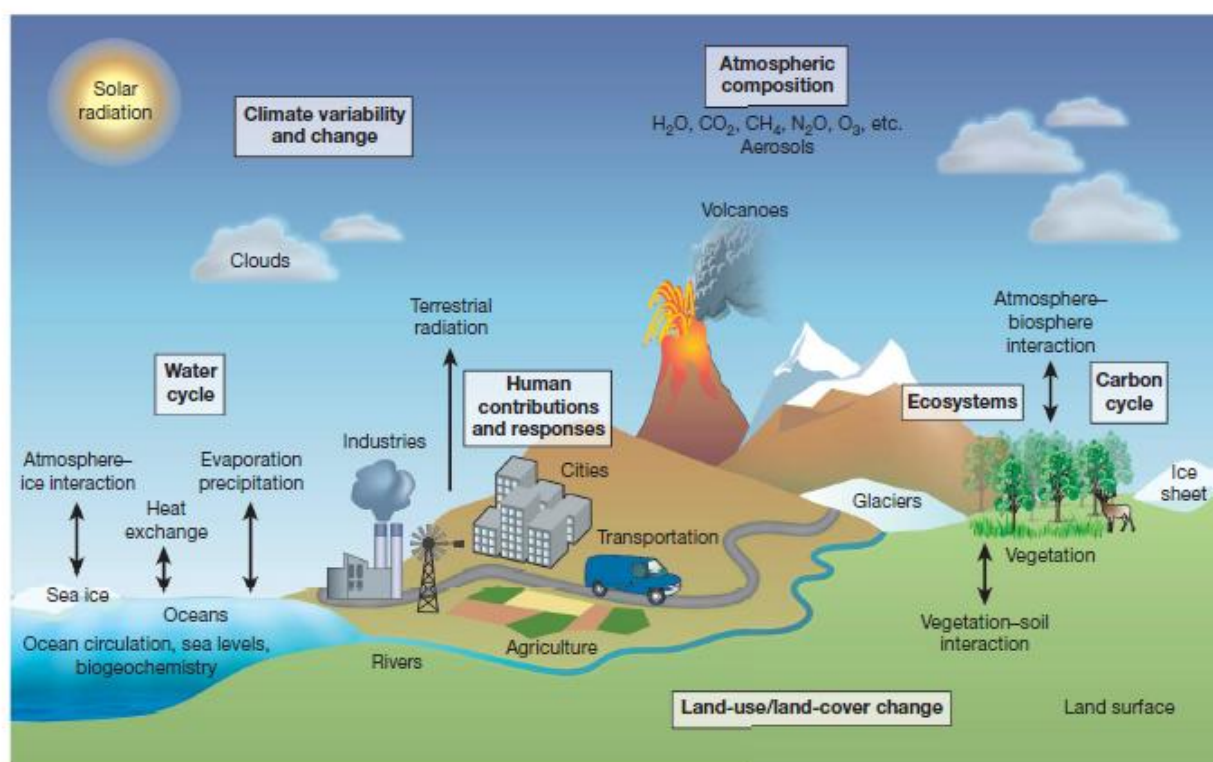 Solar
radiation
Climate variability
and change
Atmospheric
composition
H₂O, CO₂, CH₄, N₂O, O₃, etc.
Aerosols
Volcanoes
Clouds
Terrestrial
radiation
Atmosphere–
biosphere
interaction
Water
cycle
Human
contributions
and responses
Ecosystems
Carbon
cycle
Industries
Cities
Atmosphere–
ice interaction
Evaporation
precipitation
Heat
exchange
Glaciers
Ice
sheet
Transportation
Vegetation
Sea ice
Oceans
Ocean circulation, sea levels,
biogeochemistry
Rivers
Agriculture
Vegetation–soil
interaction
Land-use/land-cover change
Land surface